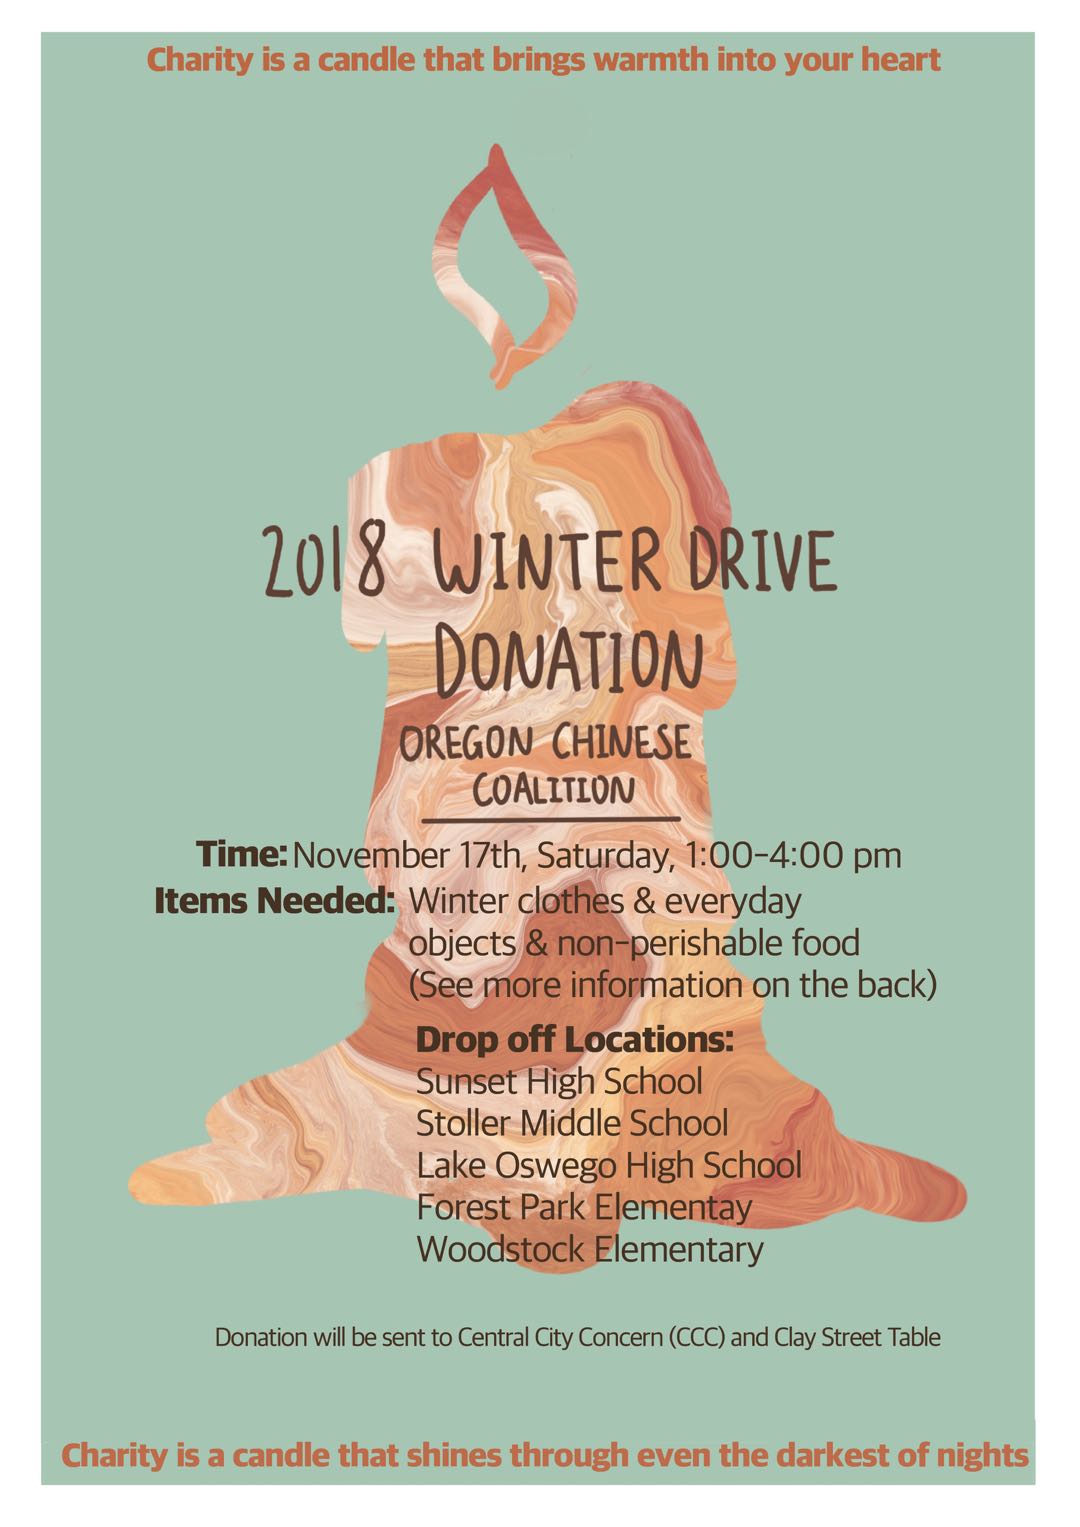 Charity is a candle that brings warmth into your heart
2018 WINTER DRIVE
DONATION
OREGON CHINESE
COALITION
Time: November 17th, Saturday, 1:00-4:00 pm
Items Needed: Winter clothes & everyday
objects & non-perishable food
(See more information on the back)
Drop off Locations:
Sunset High School
Stoller Middle School
Lake Oswego High School
Forest Park Elementay
Woodstock Elementary
Donation will be sent to Central City Concern (CCC) and Clay Street Table
Charity is a candle that shines through even the darkest of nights